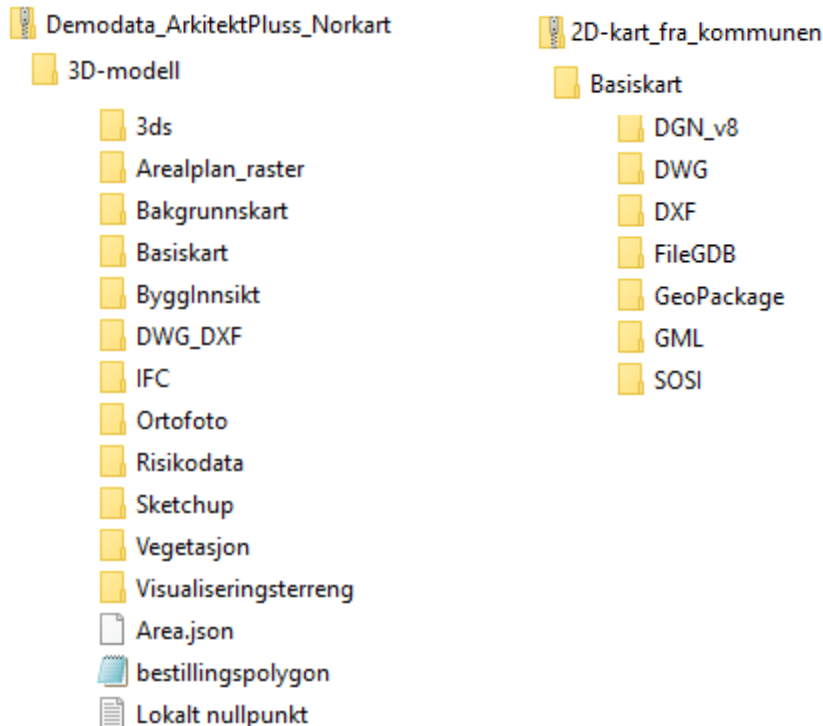 Demodata_ArkitektPluss_Norkart
3D-modell
3ds
Arealplan_raster
Bakgrunnskart
Basiskart
ByggInnsikt
DWG_DXF
IFC
Ortofoto
Risikodata
Sketchup
Vegetasjon
Visualiseringsterreng
Area.json
bestillingspolygon
Lokalt nullpunkt
2D-kart_fra_kommunen
Basiskart
DGN_v8
DWG
DXF
FileGDB
GeoPackage
GML
SOSI